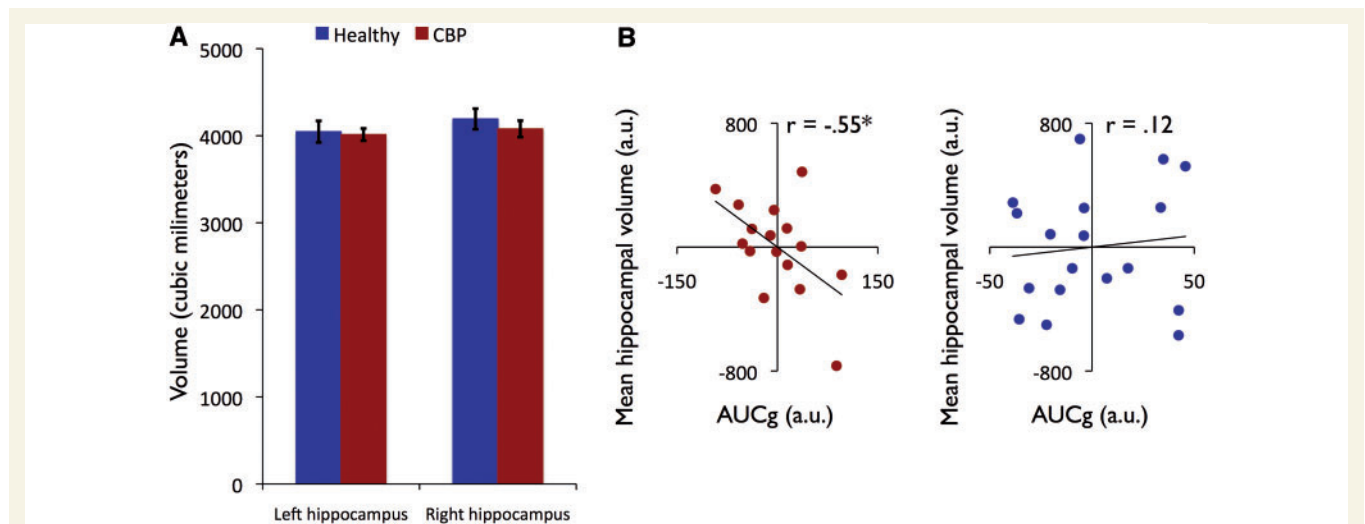 A
Healthy CBP
5000
4000
3000
2000
1000
0
Volume (cubic milimeters)
Left hippocampus Right hippocampus
B
Mean hippocampal volume (a.u.)
800
r = -.55*
-150
150
-800
AUCg (a.u.)
Mean hippocampal volume (a.u.)
800
r = .12
-50
50
-800
AUCg (a.u.)